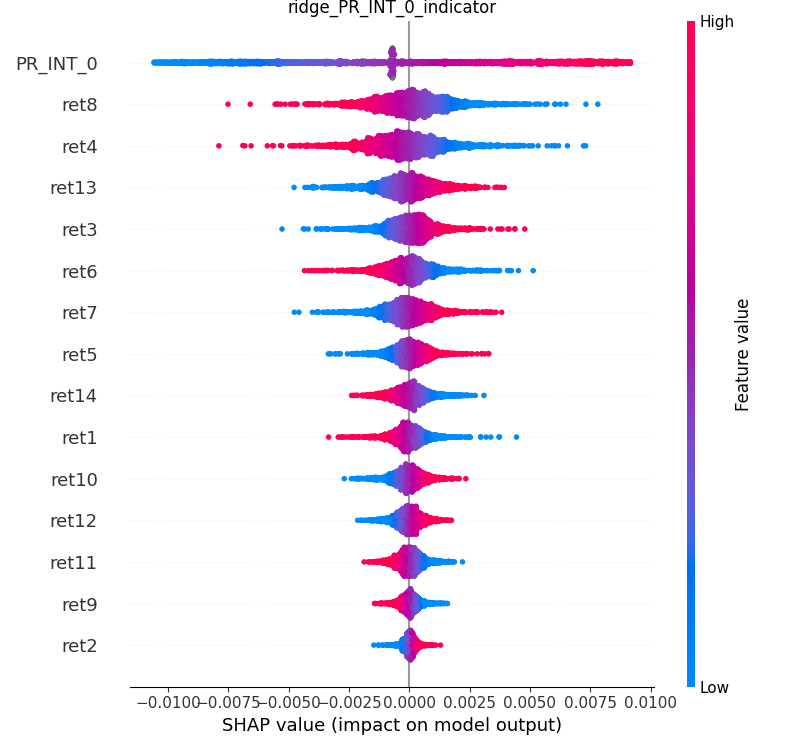 ridge_PR_INT_0_indicator
High
PR_INT_0
ret8
ret4
ret13
ret3
ret6
ret7
ret5
ret14
ret1
ret10
ret12
ret11
ret9
ret2
Feature value
Low
−0.0100 −0.0075 −0.0050 −0.0025 0.0000 0.0025 0.0050 0.0075 0.0100
SHAP value (impact on model output)